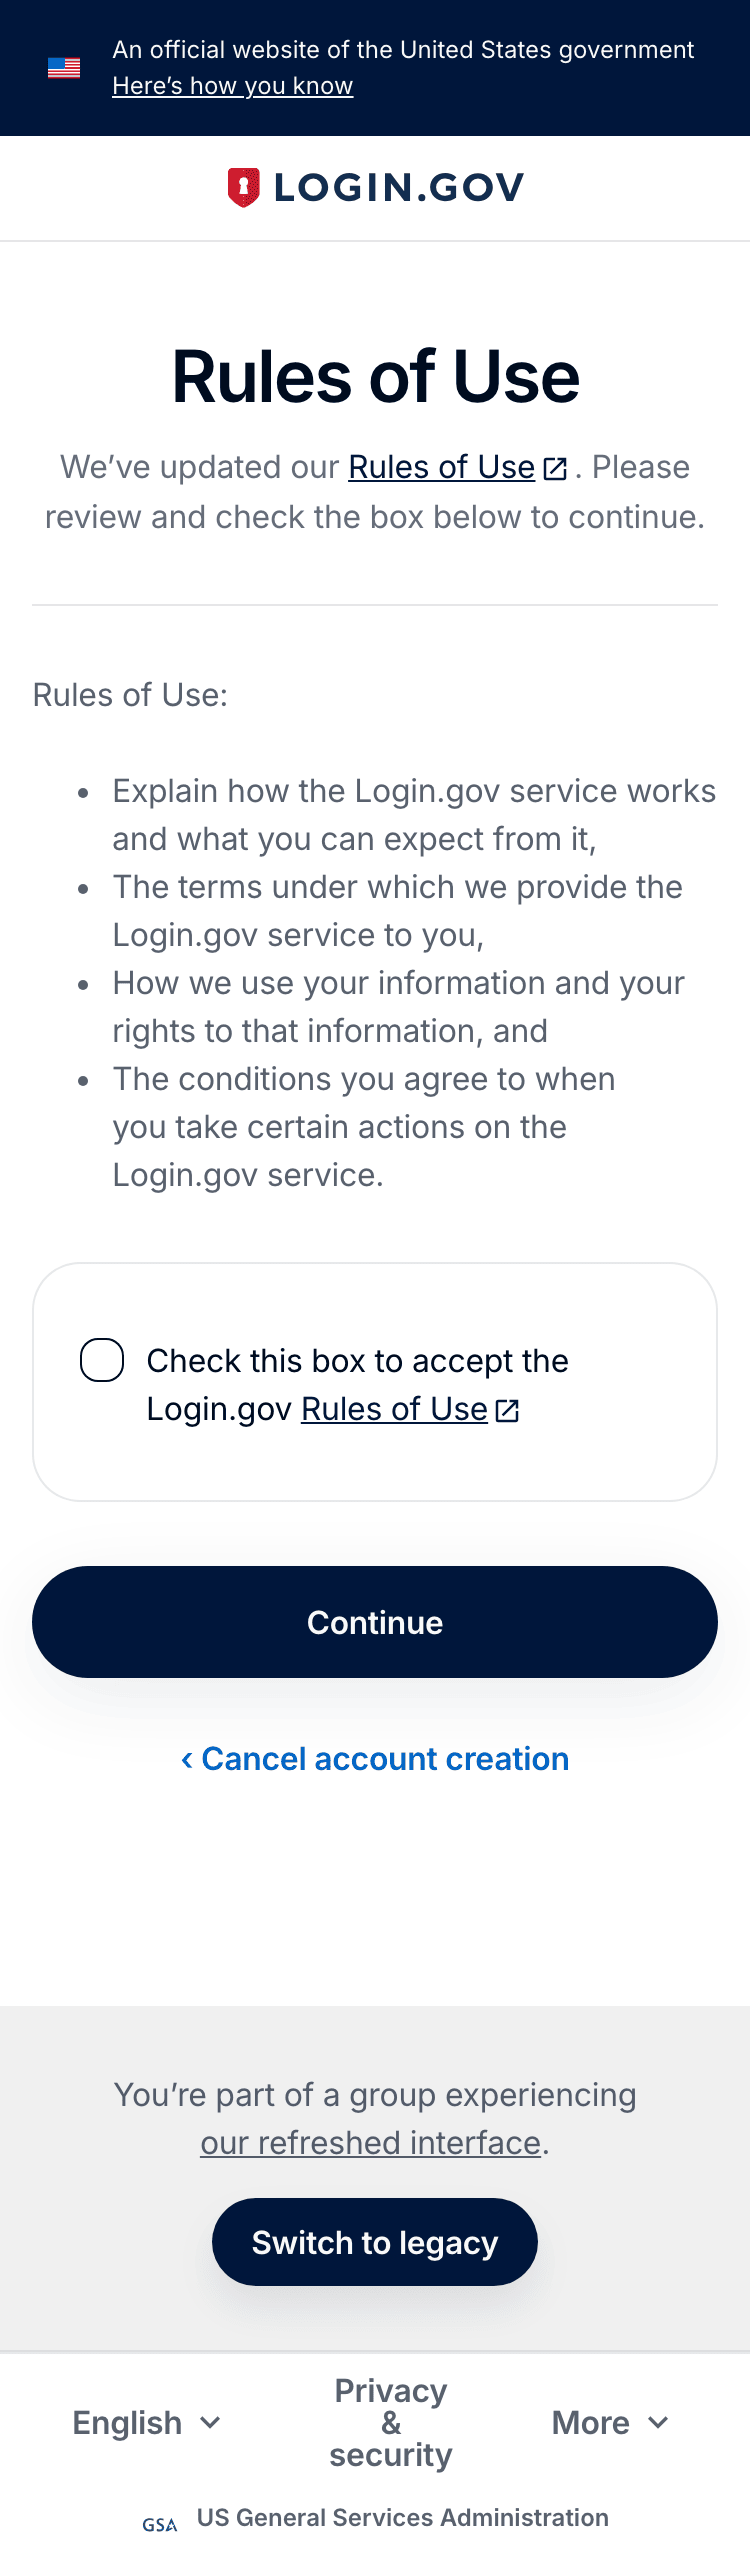 An official website of the United States government
Here’s how you know
LOGIN.GOV
Rules of Use
We’ve updated our Rules of Use . Please
review and check the box below to continue.
Rules of Use:
• Explain how the Login.gov service works
and what you can expect from it,
• The terms under which we provide the
Login.gov service to you,
• How we use your information and your
rights to that information, and
• The conditions you agree to when
you take certain actions on the
Login.gov service.
Check this box to accept the
Login.gov Rules of Use
Continue
‹ Cancel account creation
You’re part of a group experiencing
our refreshed interface.
Switch to legacy
English
Privacy
&
security
More
GSA US General Services Administration